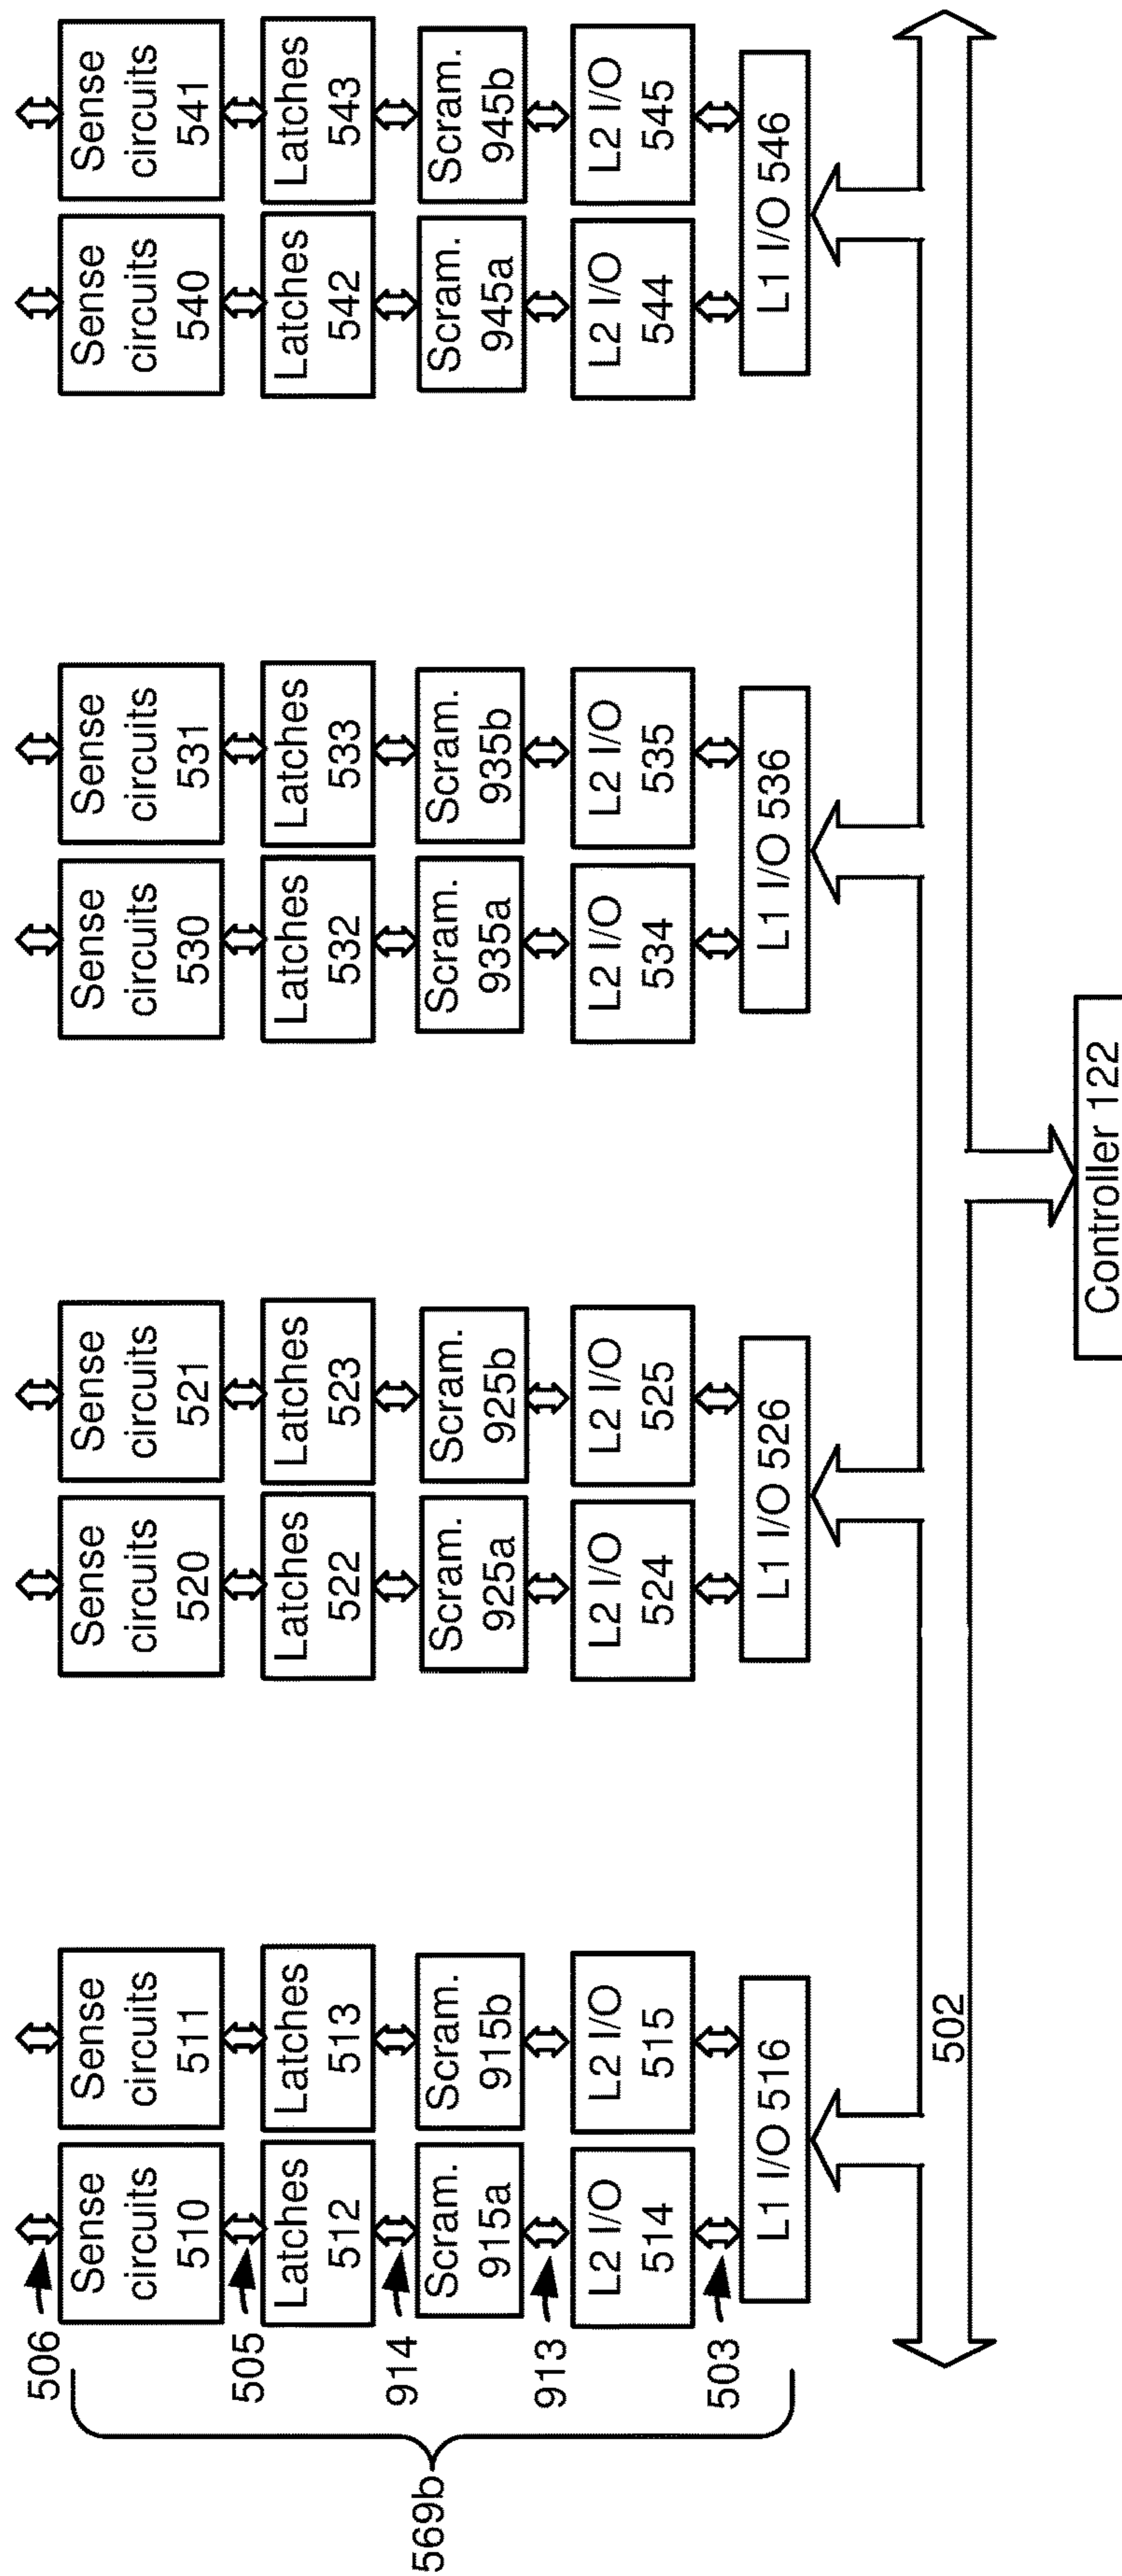 506
Sense
circuits
510
Sense
circuits
511
Sense
circuits
520
Sense
circuits
521
Sense
circuits
530
Sense
circuits
531
Sense
circuits
540
Sense
circuits
541
505
Latches
512
Latches
513
Latches
522
Latches
523
Latches
532
Latches
533
Latches
542
Latches
543
569b
914
Scram.
915a
Scram.
915b
Scram.
925a
Scram.
925b
Scram.
935a
Scram.
935b
Scram.
945a
Scram.
945b
913
L2 I/O
514
L2 I/O
515
L2 I/O
524
L2 I/O
525
L2 I/O
534
L2 I/O
535
L2 I/O
544
L2 I/O
545
503
L1 I/O 516
L1 I/O 526
L1 I/O 536
L1 I/O 546
502
Controller 122